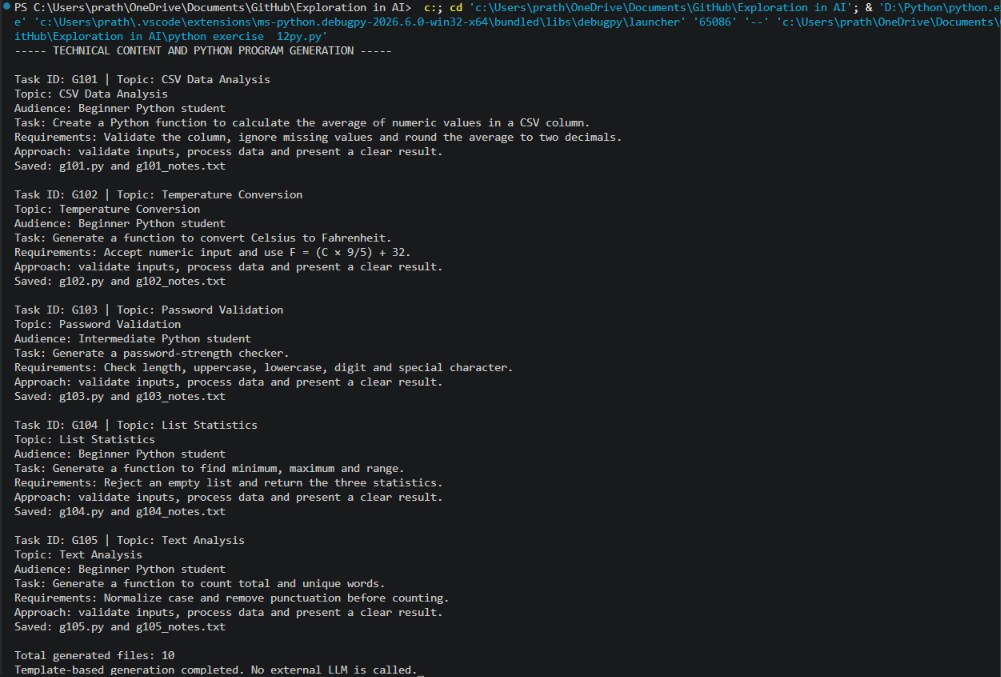 PS C:\Users\prath\OneDrive\Documents\GitHub\Exploration in AI>  c:; cd 'c:\Users\prath\OneDrive\Documents\GitHub\Exploration in AI'; & 'D:\Python\python.ex
e' 'c:\Users\prath\.vscode\extensions\ms-python.debugpy-2026.6.0-win32-x64\bundled\libs\debugpy\launcher' '65086' '--' 'c:\Users\prath\OneDrive\Documents\G
itHub\Exploration in AI\python exercise  12py.py'
----- TECHNICAL CONTENT AND PYTHON PROGRAM GENERATION -----
Task ID: G101 | Topic: CSV Data Analysis
Topic: CSV Data Analysis
Audience: Beginner Python student
Task: Create a Python function to calculate the average of numeric values in a CSV column.
Requirements: Validate the column, ignore missing values and round the average to two decimals.
Approach: validate inputs, process data and present a clear result.
Saved: g101.py and g101_notes.txt
Task ID: G102 | Topic: Temperature Conversion
Topic: Temperature Conversion
Audience: Beginner Python student
Task: Generate a function to convert Celsius to Fahrenheit.
Requirements: Accept numeric input and use F = (C × 9/5) + 32.
Approach: validate inputs, process data and present a clear result.
Saved: g102.py and g102_notes.txt
Task ID: G103 | Topic: Password Validation
Topic: Password Validation
Audience: Intermediate Python student
Task: Generate a password-strength checker.
Requirements: Check length, uppercase, lowercase, digit and special character.
Approach: validate inputs, process data and present a clear result.
Saved: g103.py and g103_notes.txt
Task ID: G104 | Topic: List Statistics
Topic: List Statistics
Audience: Beginner Python student
Task: Generate a function to find minimum, maximum and range.
Requirements: Reject an empty list and return the three statistics.
Approach: validate inputs, process data and present a clear result.
Saved: g104.py and g104_notes.txt
Task ID: G105 | Topic: Text Analysis
Topic: Text Analysis
Audience: Beginner Python student
Task: Generate a function to count total and unique words.
Requirements: Normalize case and remove punctuation before counting.
Approach: validate inputs, process data and present a clear result.
Saved: g105.py and g105_notes.txt
Total generated files: 10
Template-based generation completed. No external LLM is called.